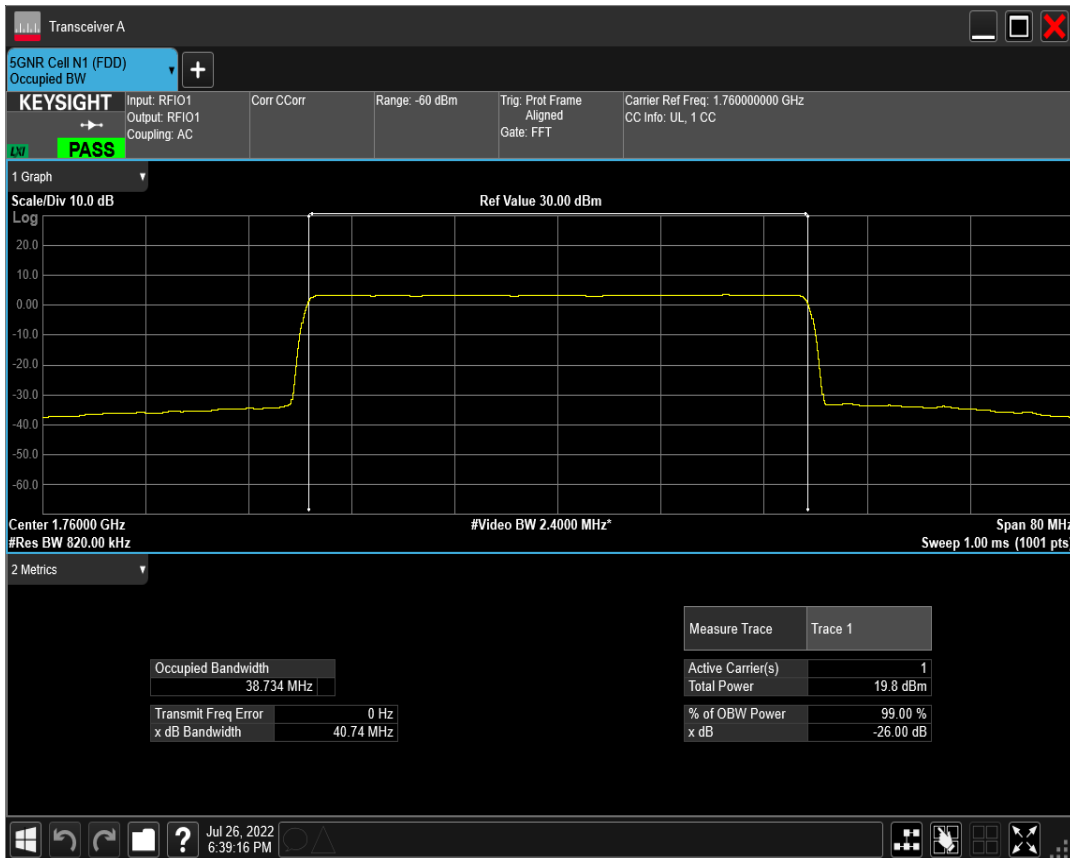 Transceiver A
5GNR Cell N1 (FDD)
Occupied BW
+
KEYSIGHT
LXI
PASS
Input: RFIO1
Output: RFIO1
Coupling: AC
Corr CCorr
Range: -60 dBm
Trig: Prot Frame
Aligned
Gate: FFT
Carrier Ref Freq: 1.760000000 GHz
CC Info: UL, 1 CC
1 Graph
Scale/Div 10.0 dB
Ref Value 30.00 dBm
Log
20.0
10.0
0.00
-10.0
-20.0
-30.0
-40.0
-50.0
-60.0
Center 1.76000 GHz
#Video BW 2.4000 MHz*
Span 80 MHz
#Res BW 820.00 kHz
Sweep 1.00 ms (1001 pts)
2 Metrics
Measure Trace Trace 1
Occupied Bandwidth
38.734 MHz
Active Carrier(s) 1
Total Power 19.8 dBm
Transmit Freq Error 0 Hz
x dB Bandwidth 40.74 MHz
% of OBW Power 99.00 %
x dB -26.00 dB
?
Jul 26, 2022
6:39:16 PM